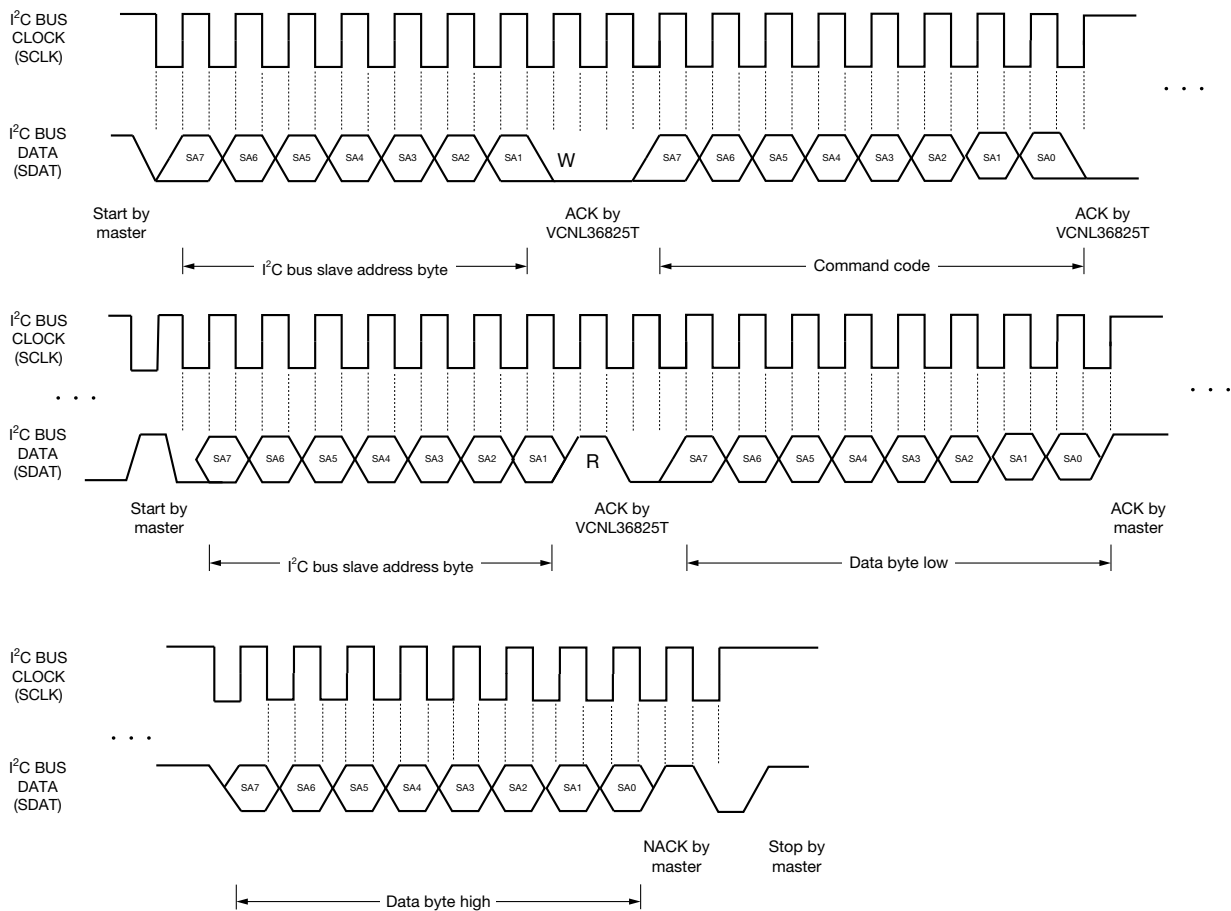 I²C BUS
CLOCK
(SCLK)
. . .
I²C BUS
DATA
(SDAT)
SA7 SA6 SA5 SA4 SA3 SA2 SA1 W SA7 SA6 SA5 SA4 SA3 SA2 SA1 SA0
Start by
master
ACK by
VCNL36825T
ACK by
VCNL36825T
I²C bus slave address byte
Command code
I²C BUS
CLOCK
(SCLK)
. . .
. . .
I²C BUS
DATA
(SDAT)
SA7 SA6 SA5 SA4 SA3 SA2 SA1 R SA7 SA6 SA5 SA4 SA3 SA2 SA1 SA0
Start by
master
ACK by
VCNL36825T
ACK by
master
I²C bus slave address byte
Data byte low
I²C BUS
CLOCK
(SCLK)
. . .
I²C BUS
DATA
(SDAT)
SA7 SA6 SA5 SA4 SA3 SA2 SA1 SA0
NACK by
master
Stop by
master
Data byte high